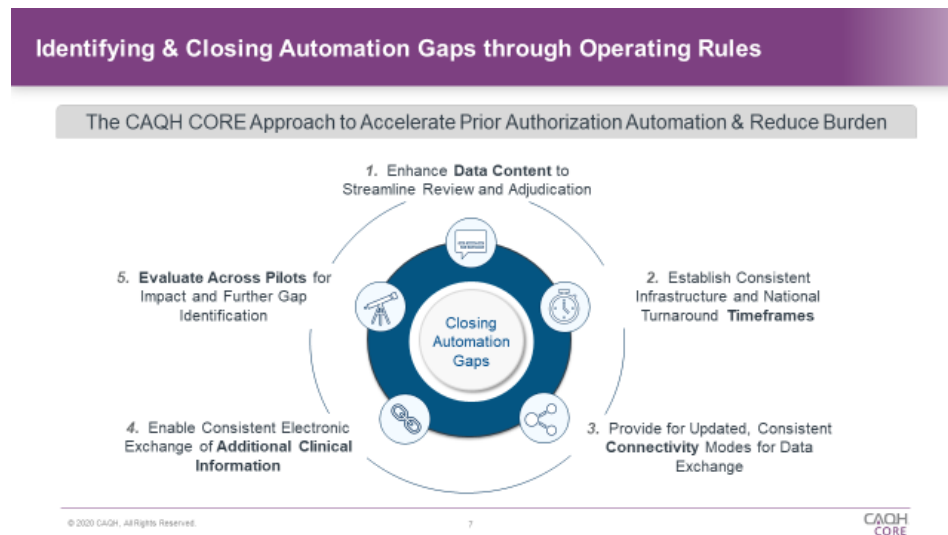 Identifying & Closing Automation Gaps through Operating Rules
The CAQH CORE Approach to Accelerate Prior Authorization Automation & Reduce Burden
1. Enhance Data Content to
Streamline Review and Adjudication
2. Establish Consistent
Infrastructure and National
Turnaround Timeframes
3. Provide for Updated, Consistent
Connectivity Modes for Data
Exchange
4. Enable Consistent Electronic
Exchange of Additional Clinical
Information
5. Evaluate Across Pilots for
Impact and Further Gap
Identification
Closing
Automation
Gaps
© 2020 CAQH, All Rights Reserved.
7
CAQH
CORE